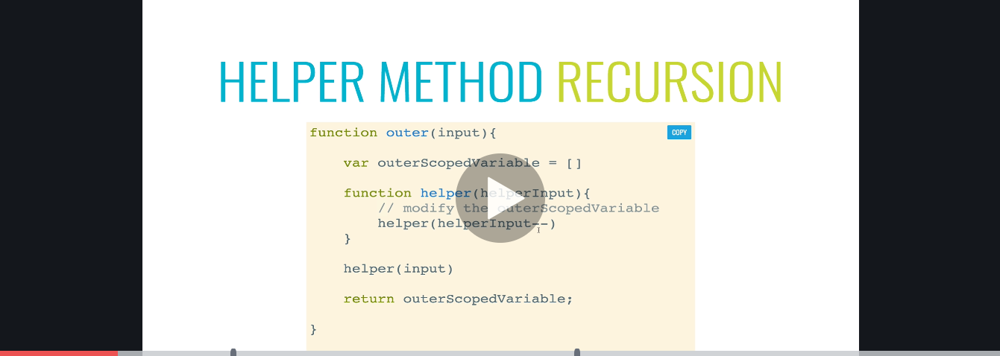 HELPER METHOD RECURSION
function outer(input){
COPY
var outerScopedVariable = []
function helper(helperInput){
// modify the outerScopedVariable
helper(helperInput--)
}
helper(input)
return outerScopedVariable;
}